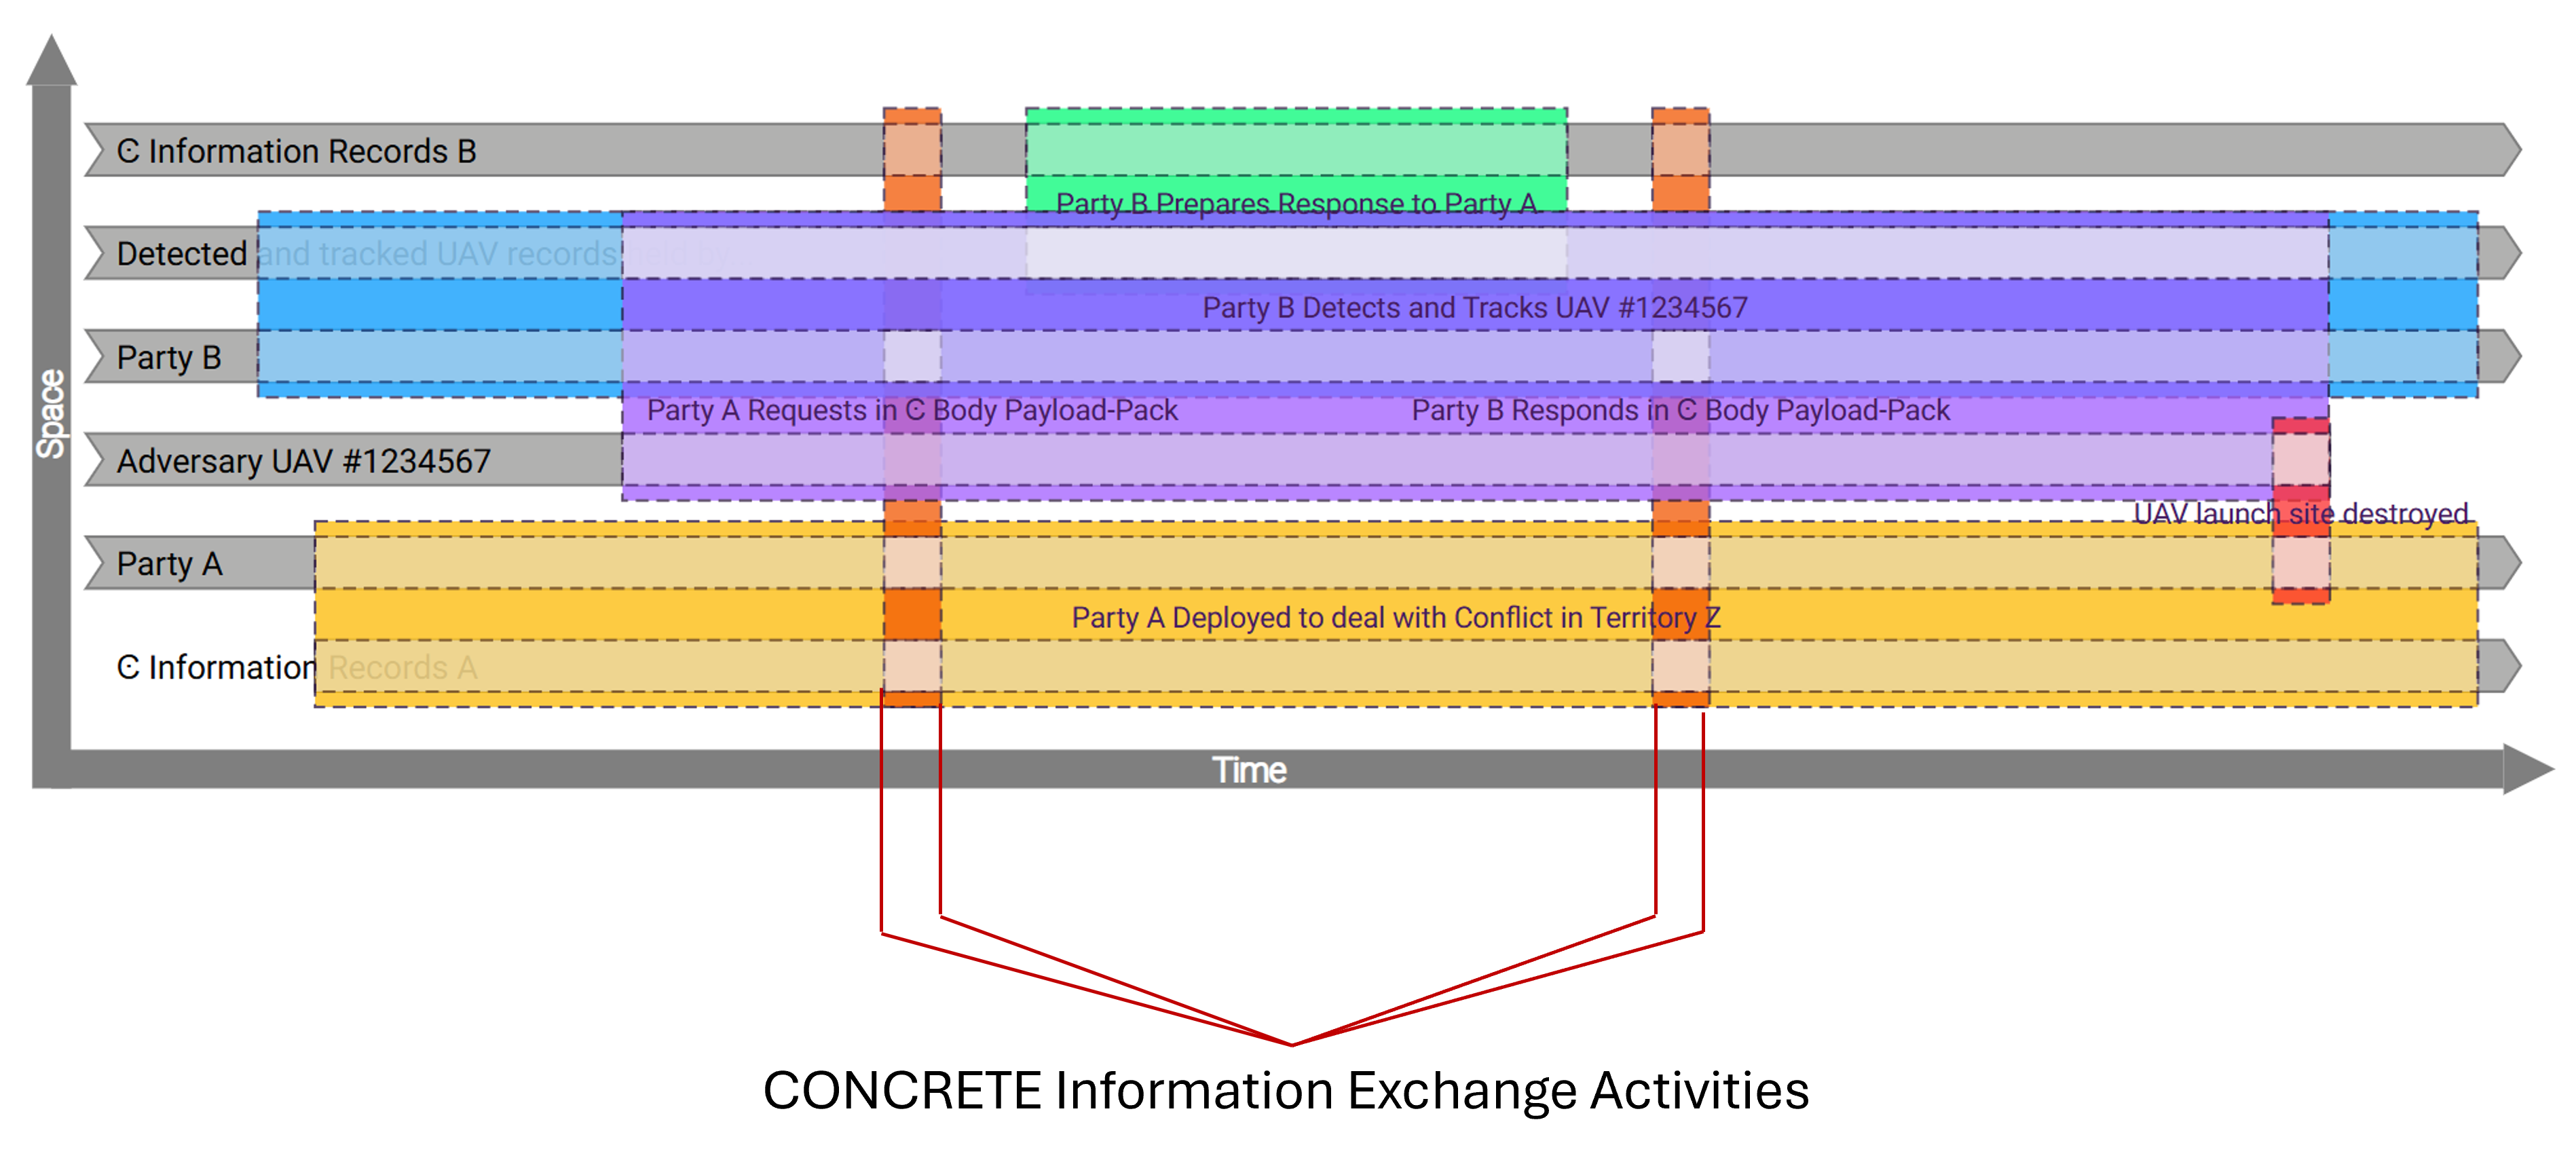 Space
Ͼ Information Records B
Party B Prepares Response to Party A
Detected and tracked UAV records held by
Party B Detects and Tracks UAV #1234567
Party B
Party A Requests in Ͼ Body Payload-Pack
Party B Responds in Ͼ Body Payload-Pack
Adversary UAV #1234567
UAV launch site destroyed
Party A
Party A Deployed to deal with Conflict in Territory Z
Ͼ Information Records A
Time
CONCRETE Information Exchange Activities